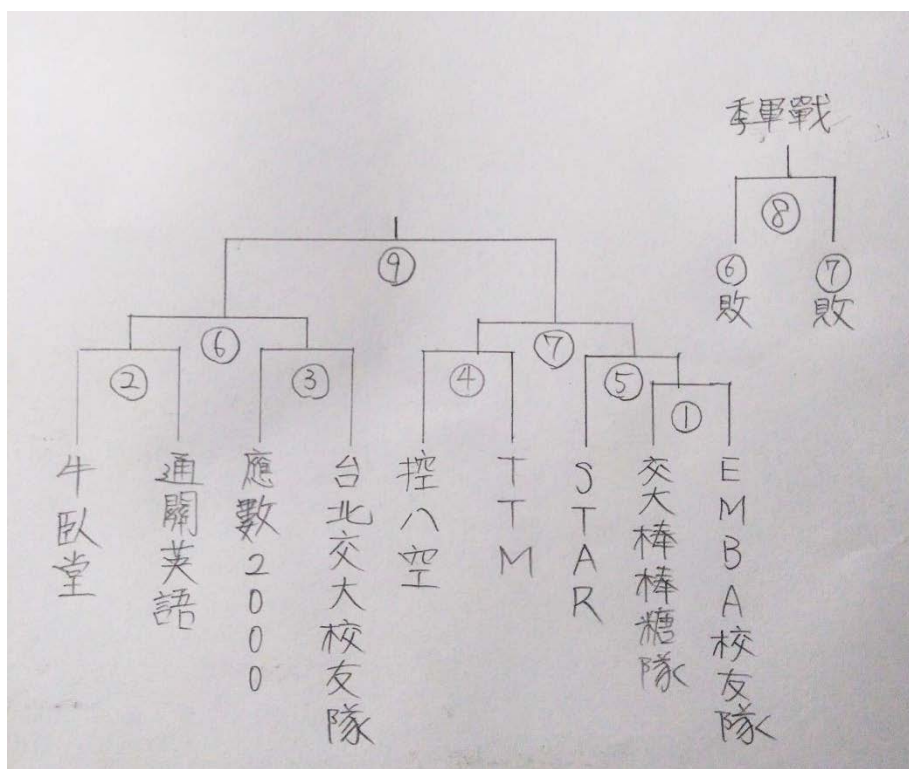 季軍戰
⑧
⑥敗
⑦敗
⑨
⑥
⑦
②
③
④
⑤
①
牛臥堂
通關英語
應數2000
台北交大校友隊
控八空
TTM
STAR
交大棒棒糖隊
EMBA校友隊